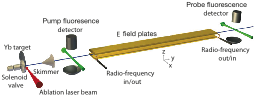 Probe fluorescence
detector
Pump fluoresence
detector
E field plates
Yb target
Skimmer
z
y
x
Solenoid
valve
Radio-frequency
in/out
Radio-frequency
out/in
Ablation laser beam